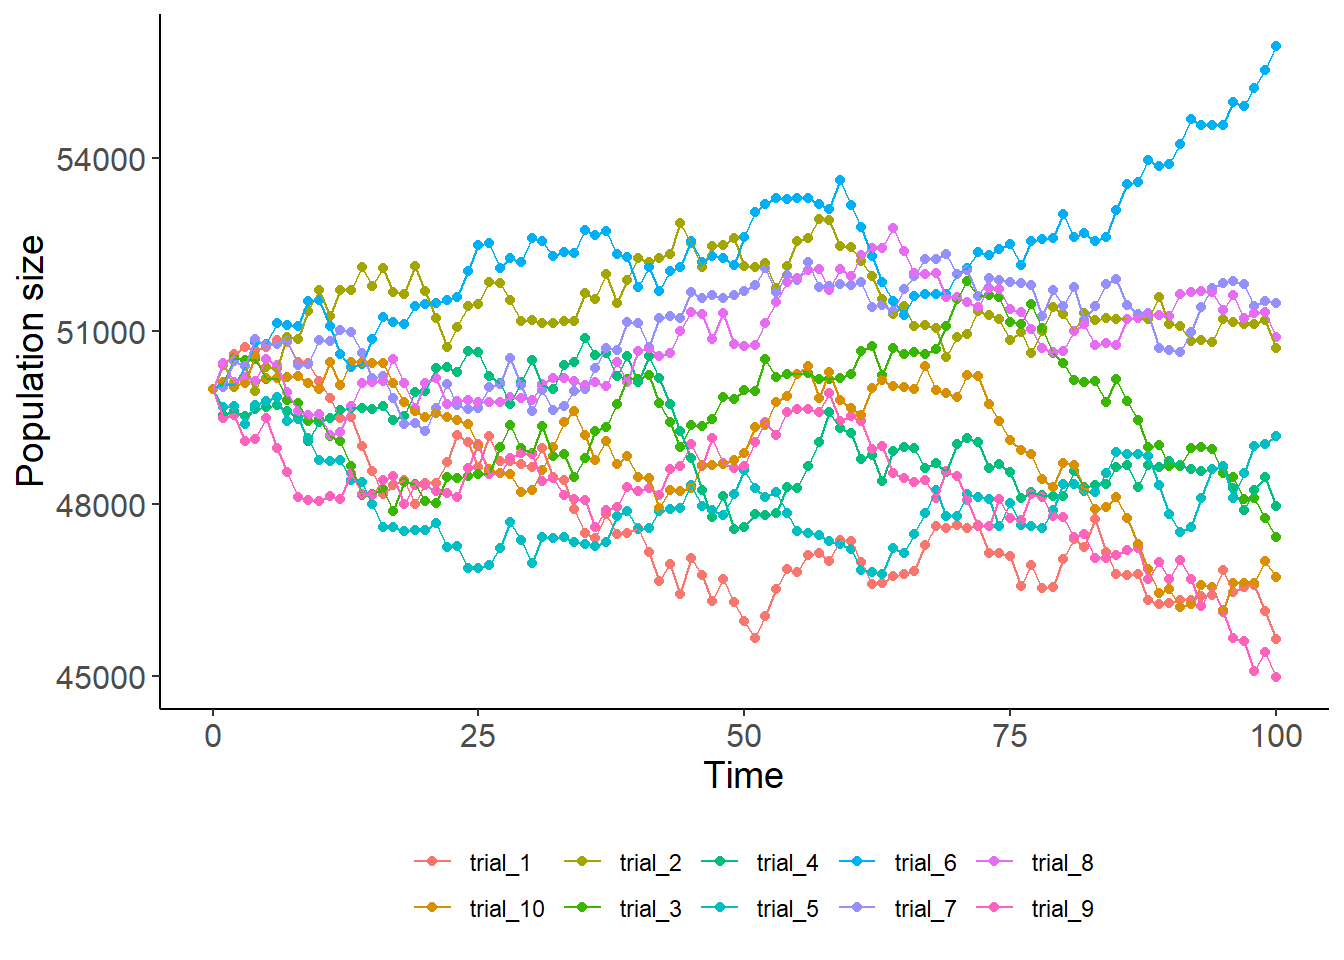 Population size
54000
51000
48000
45000
0 25 50 75 100
Time
trial_1 trial_2 trial_4 trial_6 trial_8
trial_10 trial_3 trial_5 trial_7 trial_9